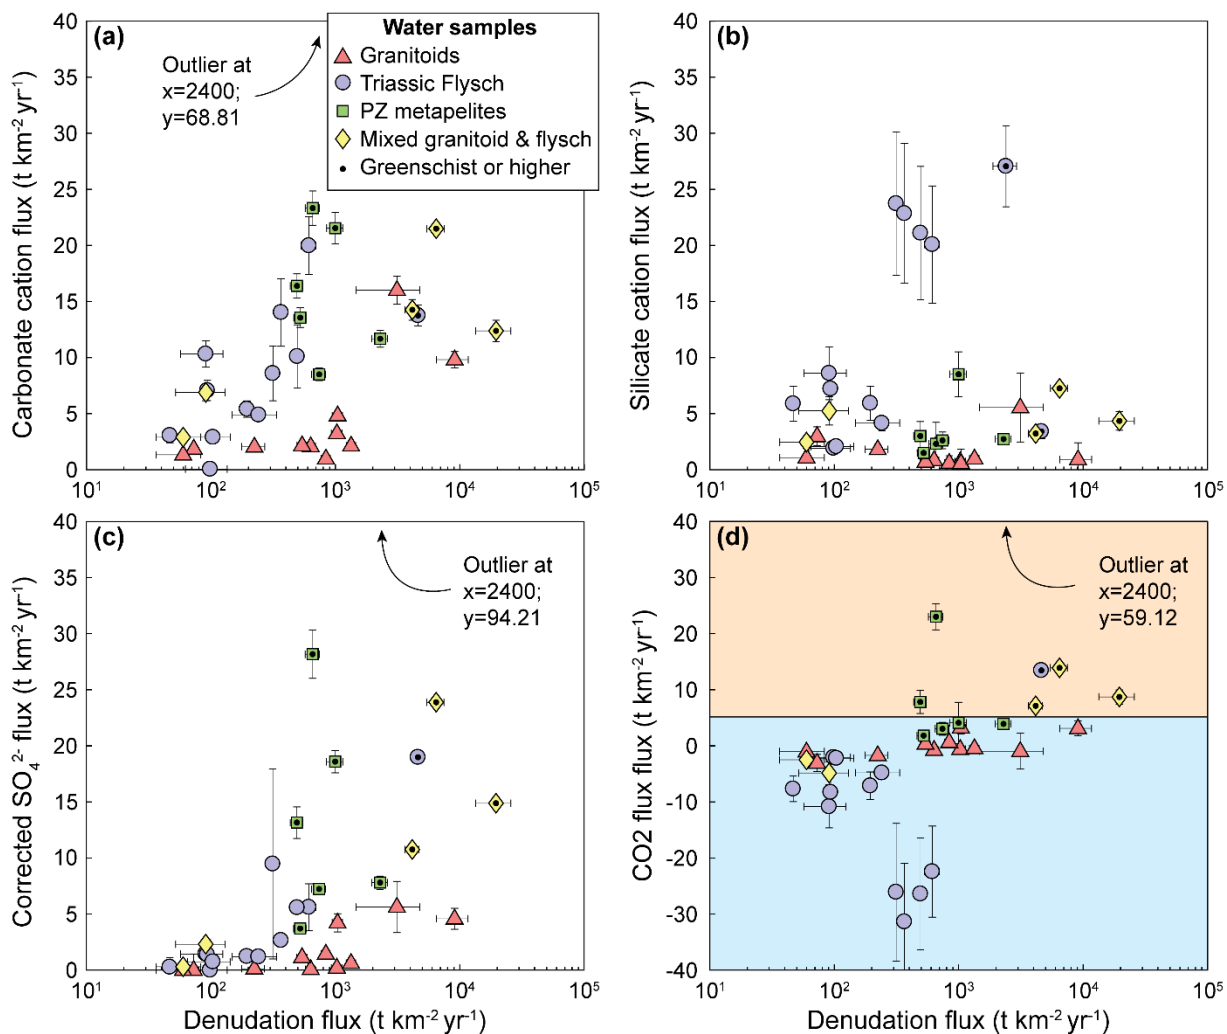 (a)
Outlier at
x=2400;
y=68.81
Water samples
Granitoids
Triassic Flysch
PZ metapelites
Mixed granitoid & flysch
Greenschist or higher
Carbonate cation flux (t km⁻² yr⁻¹)
40
35
30
25
20
15
10
5
0
10¹ 10² 10³ 10⁴ 10⁵
(b)
Silicate cation flux (t km⁻² yr⁻¹)
40
35
30
25
20
15
10
5
0
10¹ 10² 10³ 10⁴ 10⁵
(c)
Outlier at
x=2400;
y=94.21
Corrected SO₄²⁻ flux (t km⁻² yr⁻¹)
40
35
30
25
20
15
10
5
0
10¹ 10² 10³ 10⁴ 10⁵
Denudation flux (t km⁻² yr⁻¹)
(d)
Outlier at
x=2400;
y=59.12
CO2 flux flux (t km⁻² yr⁻¹)
40
30
20
10
0
-10
-20
-30
-40
10¹ 10² 10³ 10⁴ 10⁵
Denudation flux (t km⁻² yr⁻¹)